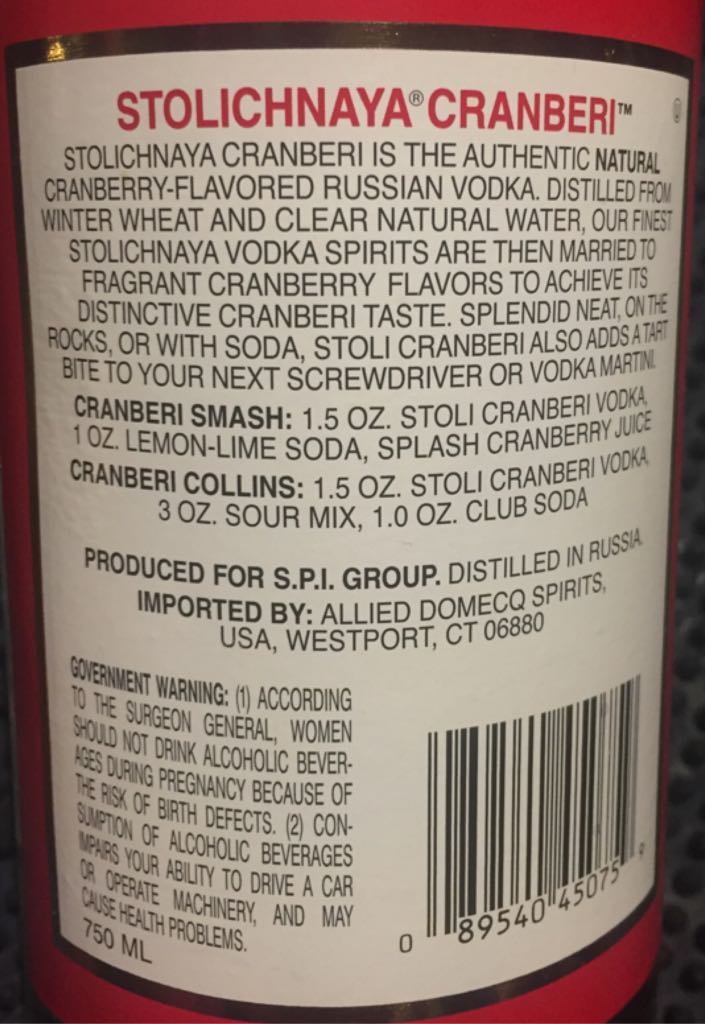 STOLICHNAYA® CRANBERI™
STOLICHNAYA CRANBERI IS THE AUTHENTIC NATURAL
CRANBERRY-FLAVORED RUSSIAN VODKA. DISTILLED FROM
WINTER WHEAT AND CLEAR NATURAL WATER, OUR FINEST
STOLICHNAYA VODKA SPIRITS ARE THEN MARRIED TO
FRAGRANT CRANBERRY FLAVORS TO ACHIEVE ITS
DISTINCTIVE CRANBERI TASTE. SPLENDID NEAT, ON THE
ROCKS, OR WITH SODA, STOLI CRANBERI ALSO ADDS A TART
BITE TO YOUR NEXT SCREWDRIVER OR VODKA MARTINI.
CRANBERI SMASH: 1.5 OZ. STOLI CRANBERI VODKA,
1 OZ. LEMON-LIME SODA, SPLASH CRANBERRY JUICE
CRANBERI COLLINS: 1.5 OZ. STOLI CRANBERI VODKA,
3 OZ. SOUR MIX, 1.0 OZ. CLUB SODA
PRODUCED FOR S.P.I. GROUP. DISTILLED IN RUSSIA.
IMPORTED BY: ALLIED DOMECQ SPIRITS,
USA, WESTPORT, CT 06880
GOVERNMENT WARNING: (1) ACCORDING
TO THE SURGEON GENERAL, WOMEN
SHOULD NOT DRINK ALCOHOLIC BEVER-
AGES DURING PREGNANCY BECAUSE OF
THE RISK OF BIRTH DEFECTS. (2) CON-
SUMPTION OF ALCOHOLIC BEVERAGES
IMPAIRS YOUR ABILITY TO DRIVE A CAR
OR OPERATE MACHINERY, AND MAY
CAUSE HEALTH PROBLEMS.
750 ML
0 89540 45075 9